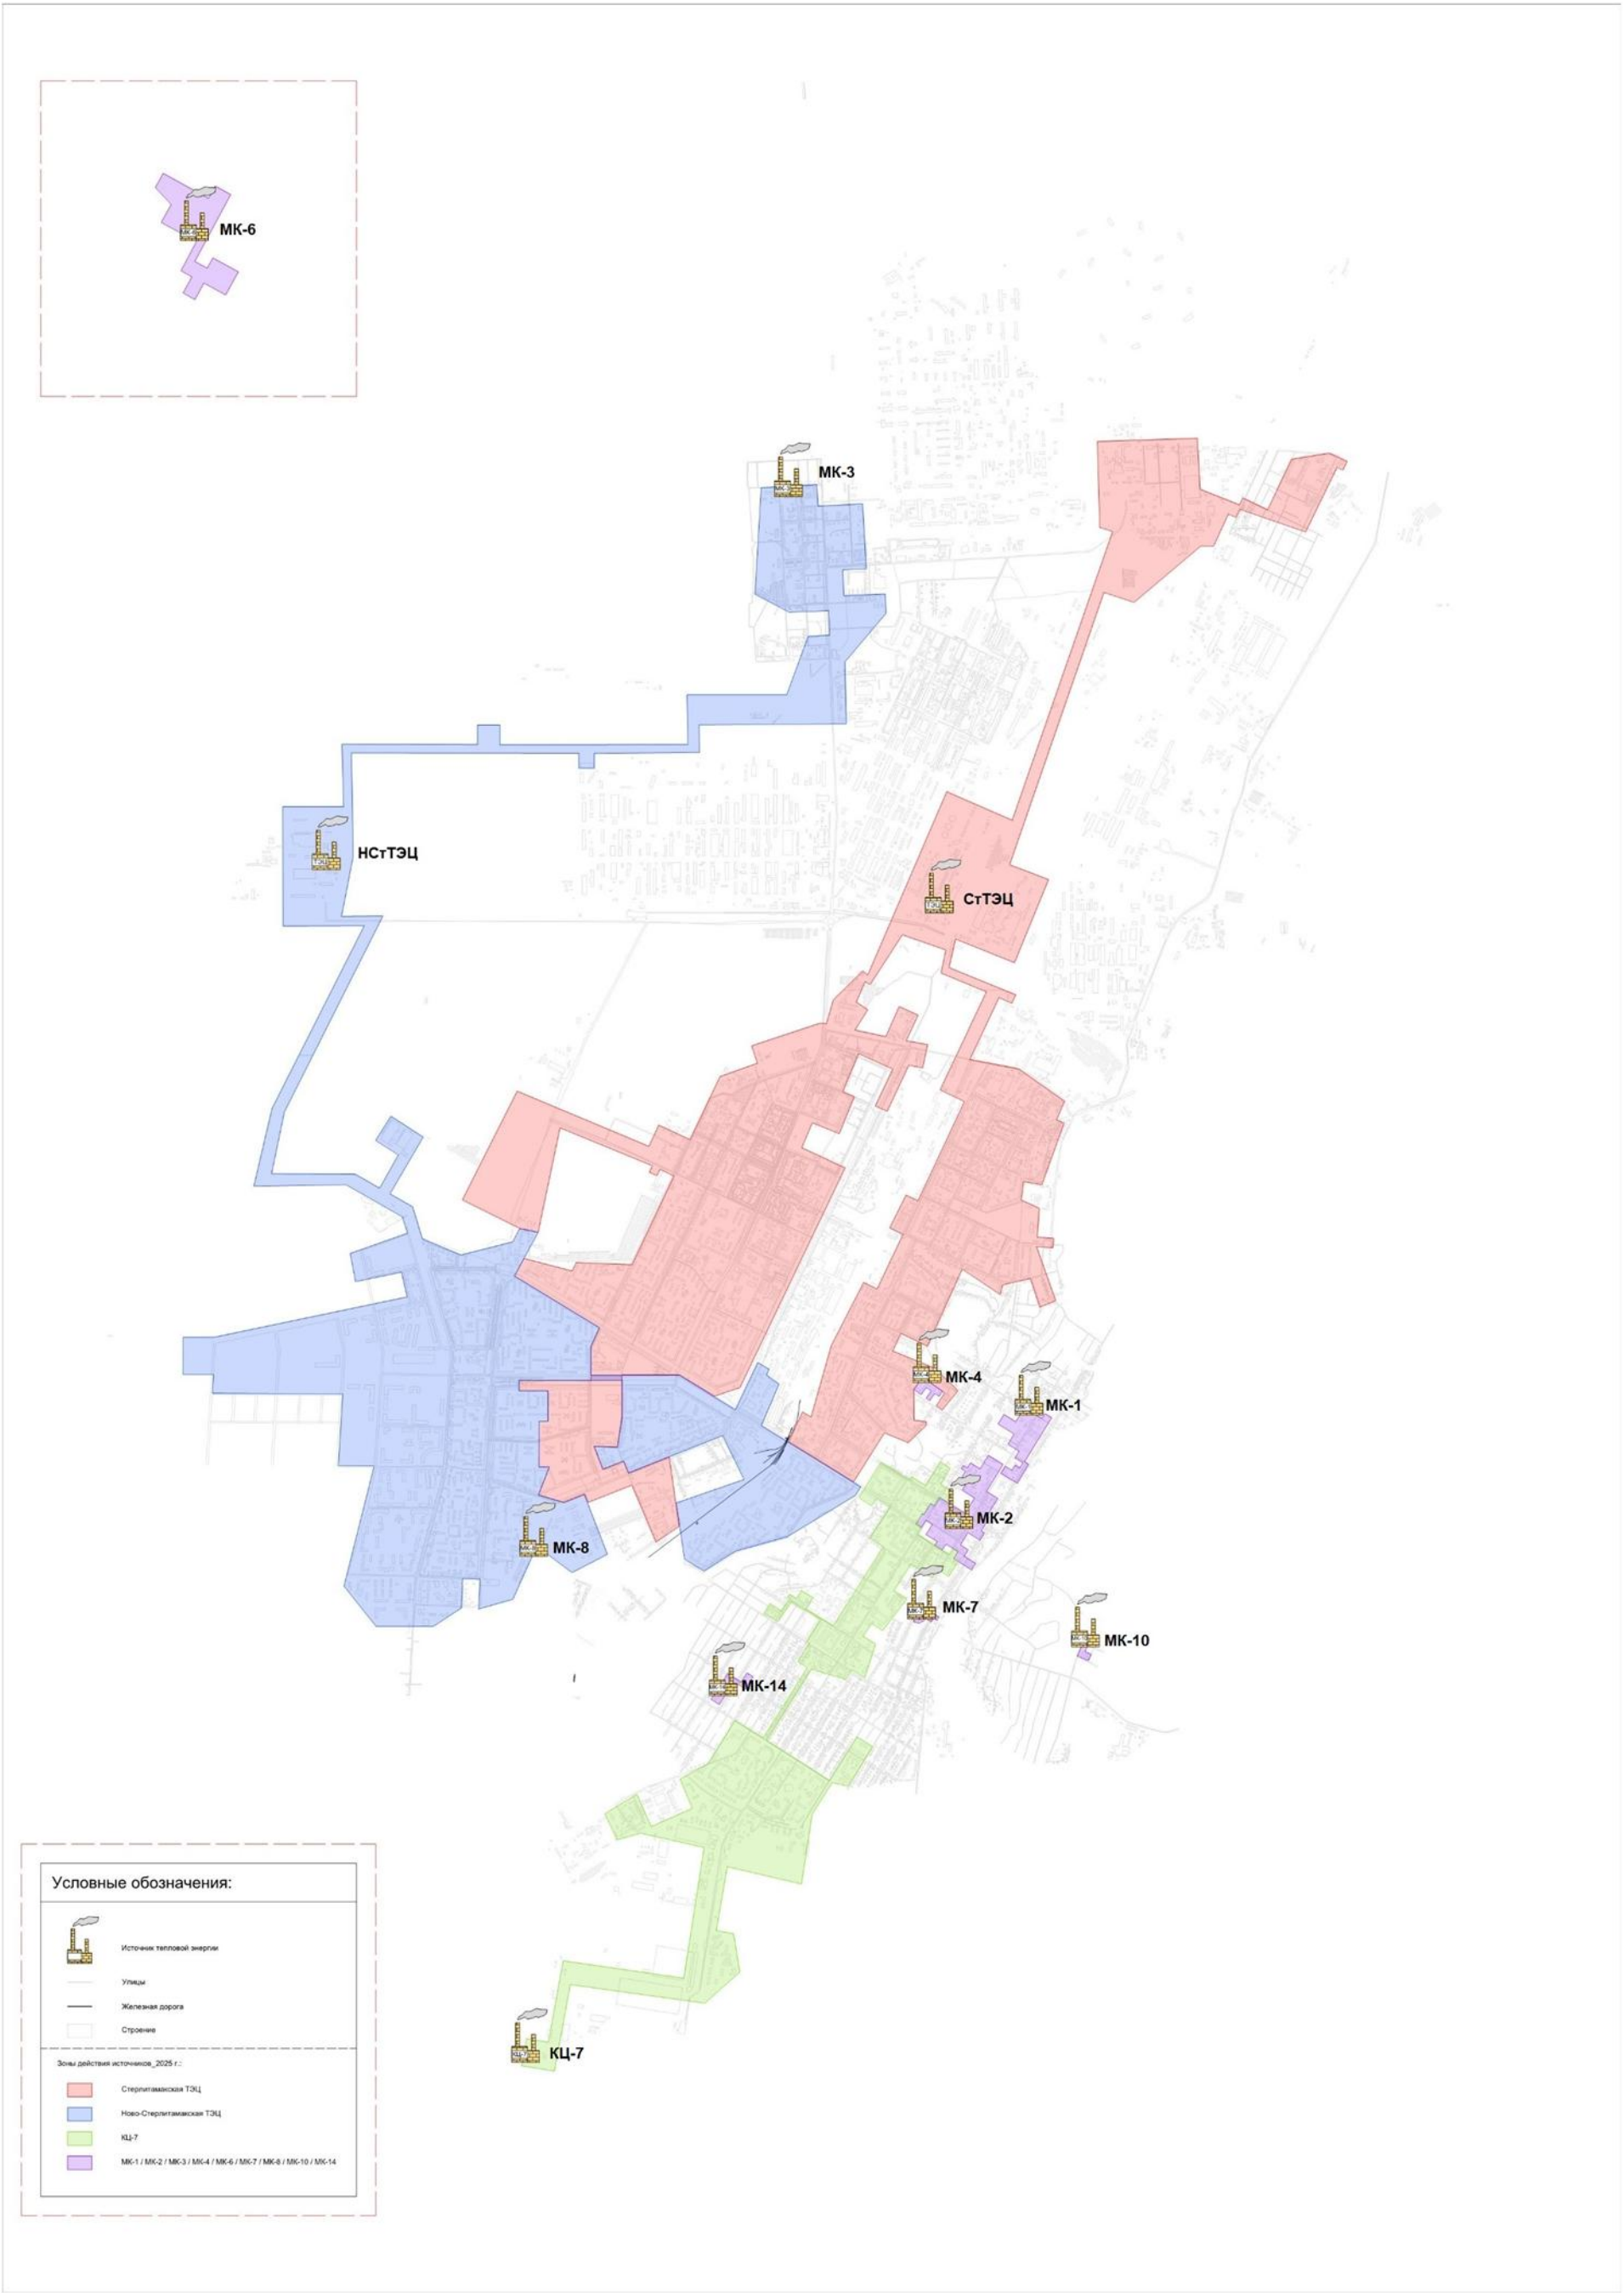 МК-6
МК-3
НСтТЭЦ
ТЭЦ
СтТЭЦ
ТЭЦ
МК-4
МК-1
МК-2
МК-8
МК-7
МК-10
МК-14
КЦ-7
Условные обозначения:
Источник тепловой энергии
Улицы
Железная дорога
Строение
Зоны действия источников_2025 г.:
Стерлитамакская ТЭЦ
Ново-Стерлитамакская ТЭЦ
КЦ-7
МК-1 / МК-2 / МК-3 / МК-4 / МК-6 / МК-7 / МК-8 / МК-10 / МК-14